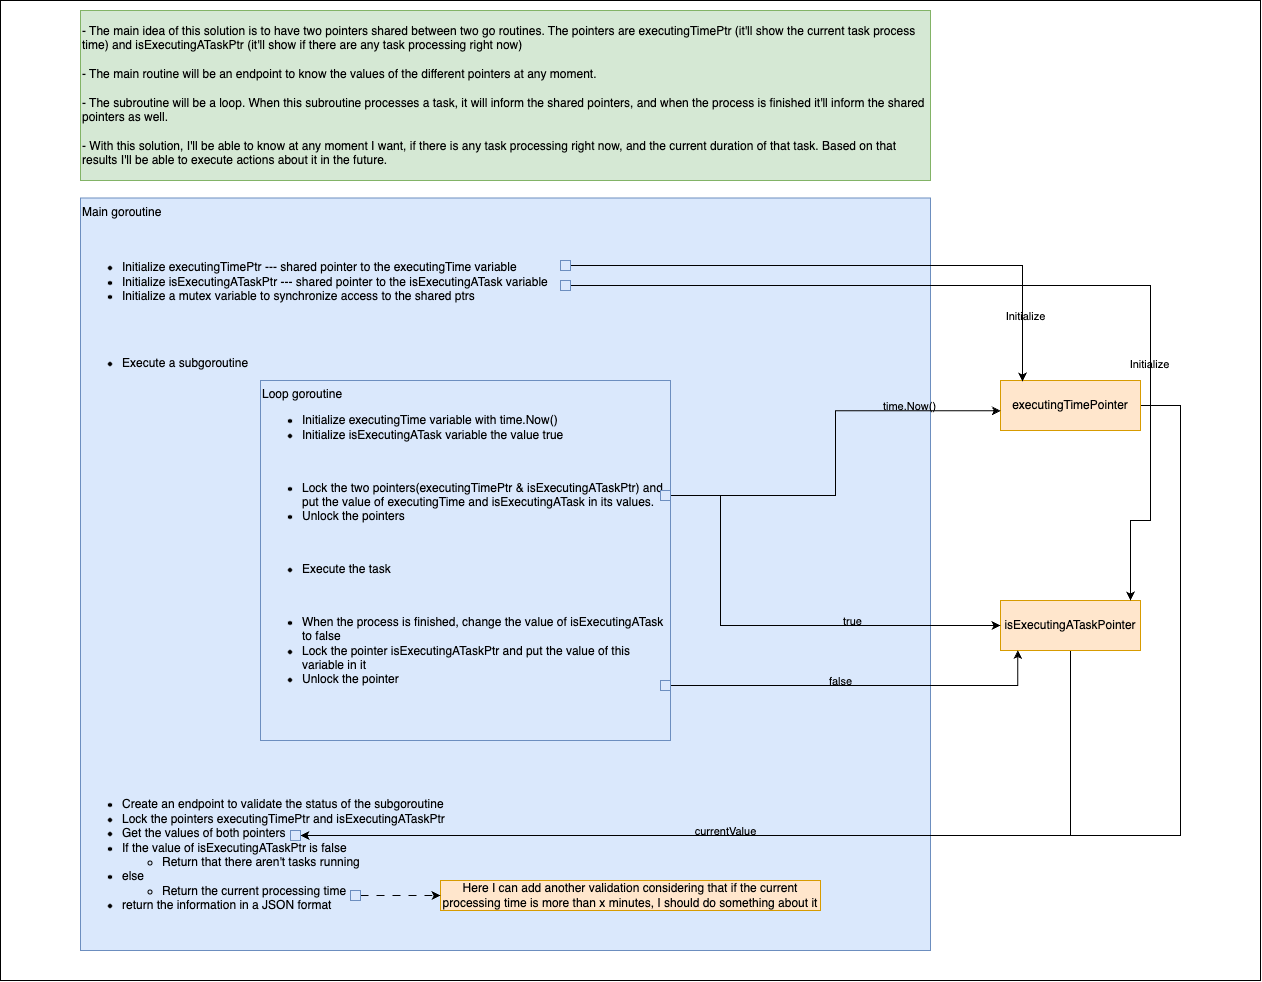 - The main idea of this solution is to have two pointers shared between two go routines. The pointers are executingTimePtr (it'll show the current task process
time) and isExecutingATaskPtr (it'll show if there are any task processing right now)
- The main routine will be an endpoint to know the values of the different pointers at any moment.
- The subroutine will be a loop. When this subroutine processes a task, it will inform the shared pointers, and when the process is finished it'll inform the shared
pointers as well.
- With this solution, I'll be able to know at any moment I want, if there is any task processing right now, and the current duration of that task. Based on that
results I'll be able to execute actions about it in the future.
Main goroutine
• Initialize executingTimePtr --- shared pointer to the executingTime variable
• Initialize isExecutingATaskPtr --- shared pointer to the isExecutingATask variable
• Initialize a mutex variable to synchronize access to the shared ptrs
Initialize
Initialize
• Execute a subgoroutine
Loop goroutine
• Initialize executingTime variable with time.Now()
• Initialize isExecutingATask variable the value true
time.Now()
executingTimePointer
• Lock the two pointers(executingTimePtr & isExecutingATaskPtr) and
put the value of executingTime and isExecutingATask in its values.
• Unlock the pointers
• Execute the task
• When the process is finished, change the value of isExecutingATask
to false
• Lock the pointer isExecutingATaskPtr and put the value of this
variable in it
• Unlock the pointer
true
isExecutingATaskPointer
false
• Create an endpoint to validate the status of the subgoroutine
• Lock the pointers executingTimePtr and isExecutingATaskPtr
• Get the values of both pointers
currentValue
• If the value of isExecutingATaskPtr is false
◦ Return that there aren't tasks running
• else
◦ Return the current processing time
• return the information in a JSON format
Here I can add another validation considering that if the current
processing time is more than x minutes, I should do something about it